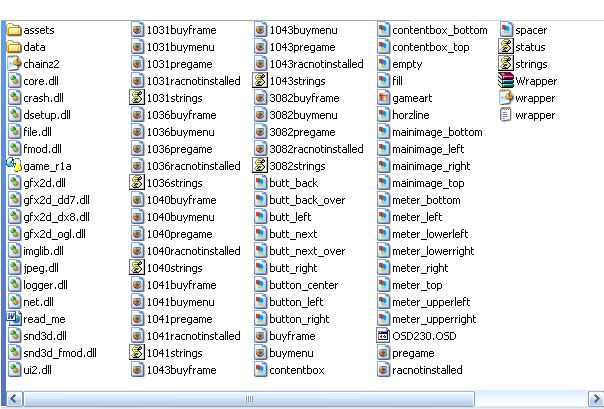 assets
data
chainz2
core.dll
crash.dll
dsetup.dll
file.dll
fmod.dll
game_r1a
gfx2d.dll
gfx2d_dd7.dll
gfx2d_dx8.dll
gfx2d_ogl.dll
imglib.dll
jpeg.dll
logger.dll
net.dll
read_me
snd3d.dll
snd3d_fmod.dll
ui2.dll
1031buyframe
1031buymenu
1031pregame
1031racnotinstalled
1031strings
1036buyframe
1036buymenu
1036pregame
1036racnotinstalled
1036strings
1040buyframe
1040buymenu
1040pregame
1040racnotinstalled
1040strings
1041buyframe
1041buymenu
1041pregame
1041racnotinstalled
1041strings
1043buyframe
1043buymenu
1043pregame
1043racnotinstalled
1043strings
3082buyframe
3082buymenu
3082pregame
3082racnotinstalled
3082strings
butt_back
butt_back_over
butt_left
butt_next
butt_next_over
butt_right
button_center
button_left
button_right
buyframe
buymenu
contentbox
contentbox_bottom
contentbox_top
empty
fill
gameart
horzline
mainimage_bottom
mainimage_left
mainimage_right
mainimage_top
meter_bottom
meter_left
meter_lowerleft
meter_lowerright
meter_right
meter_top
meter_upperleft
meter_upperright
OSD230.OSD
pregame
racnotinstalled
spacer
status
strings
Wrapper
wrapper
wrapper